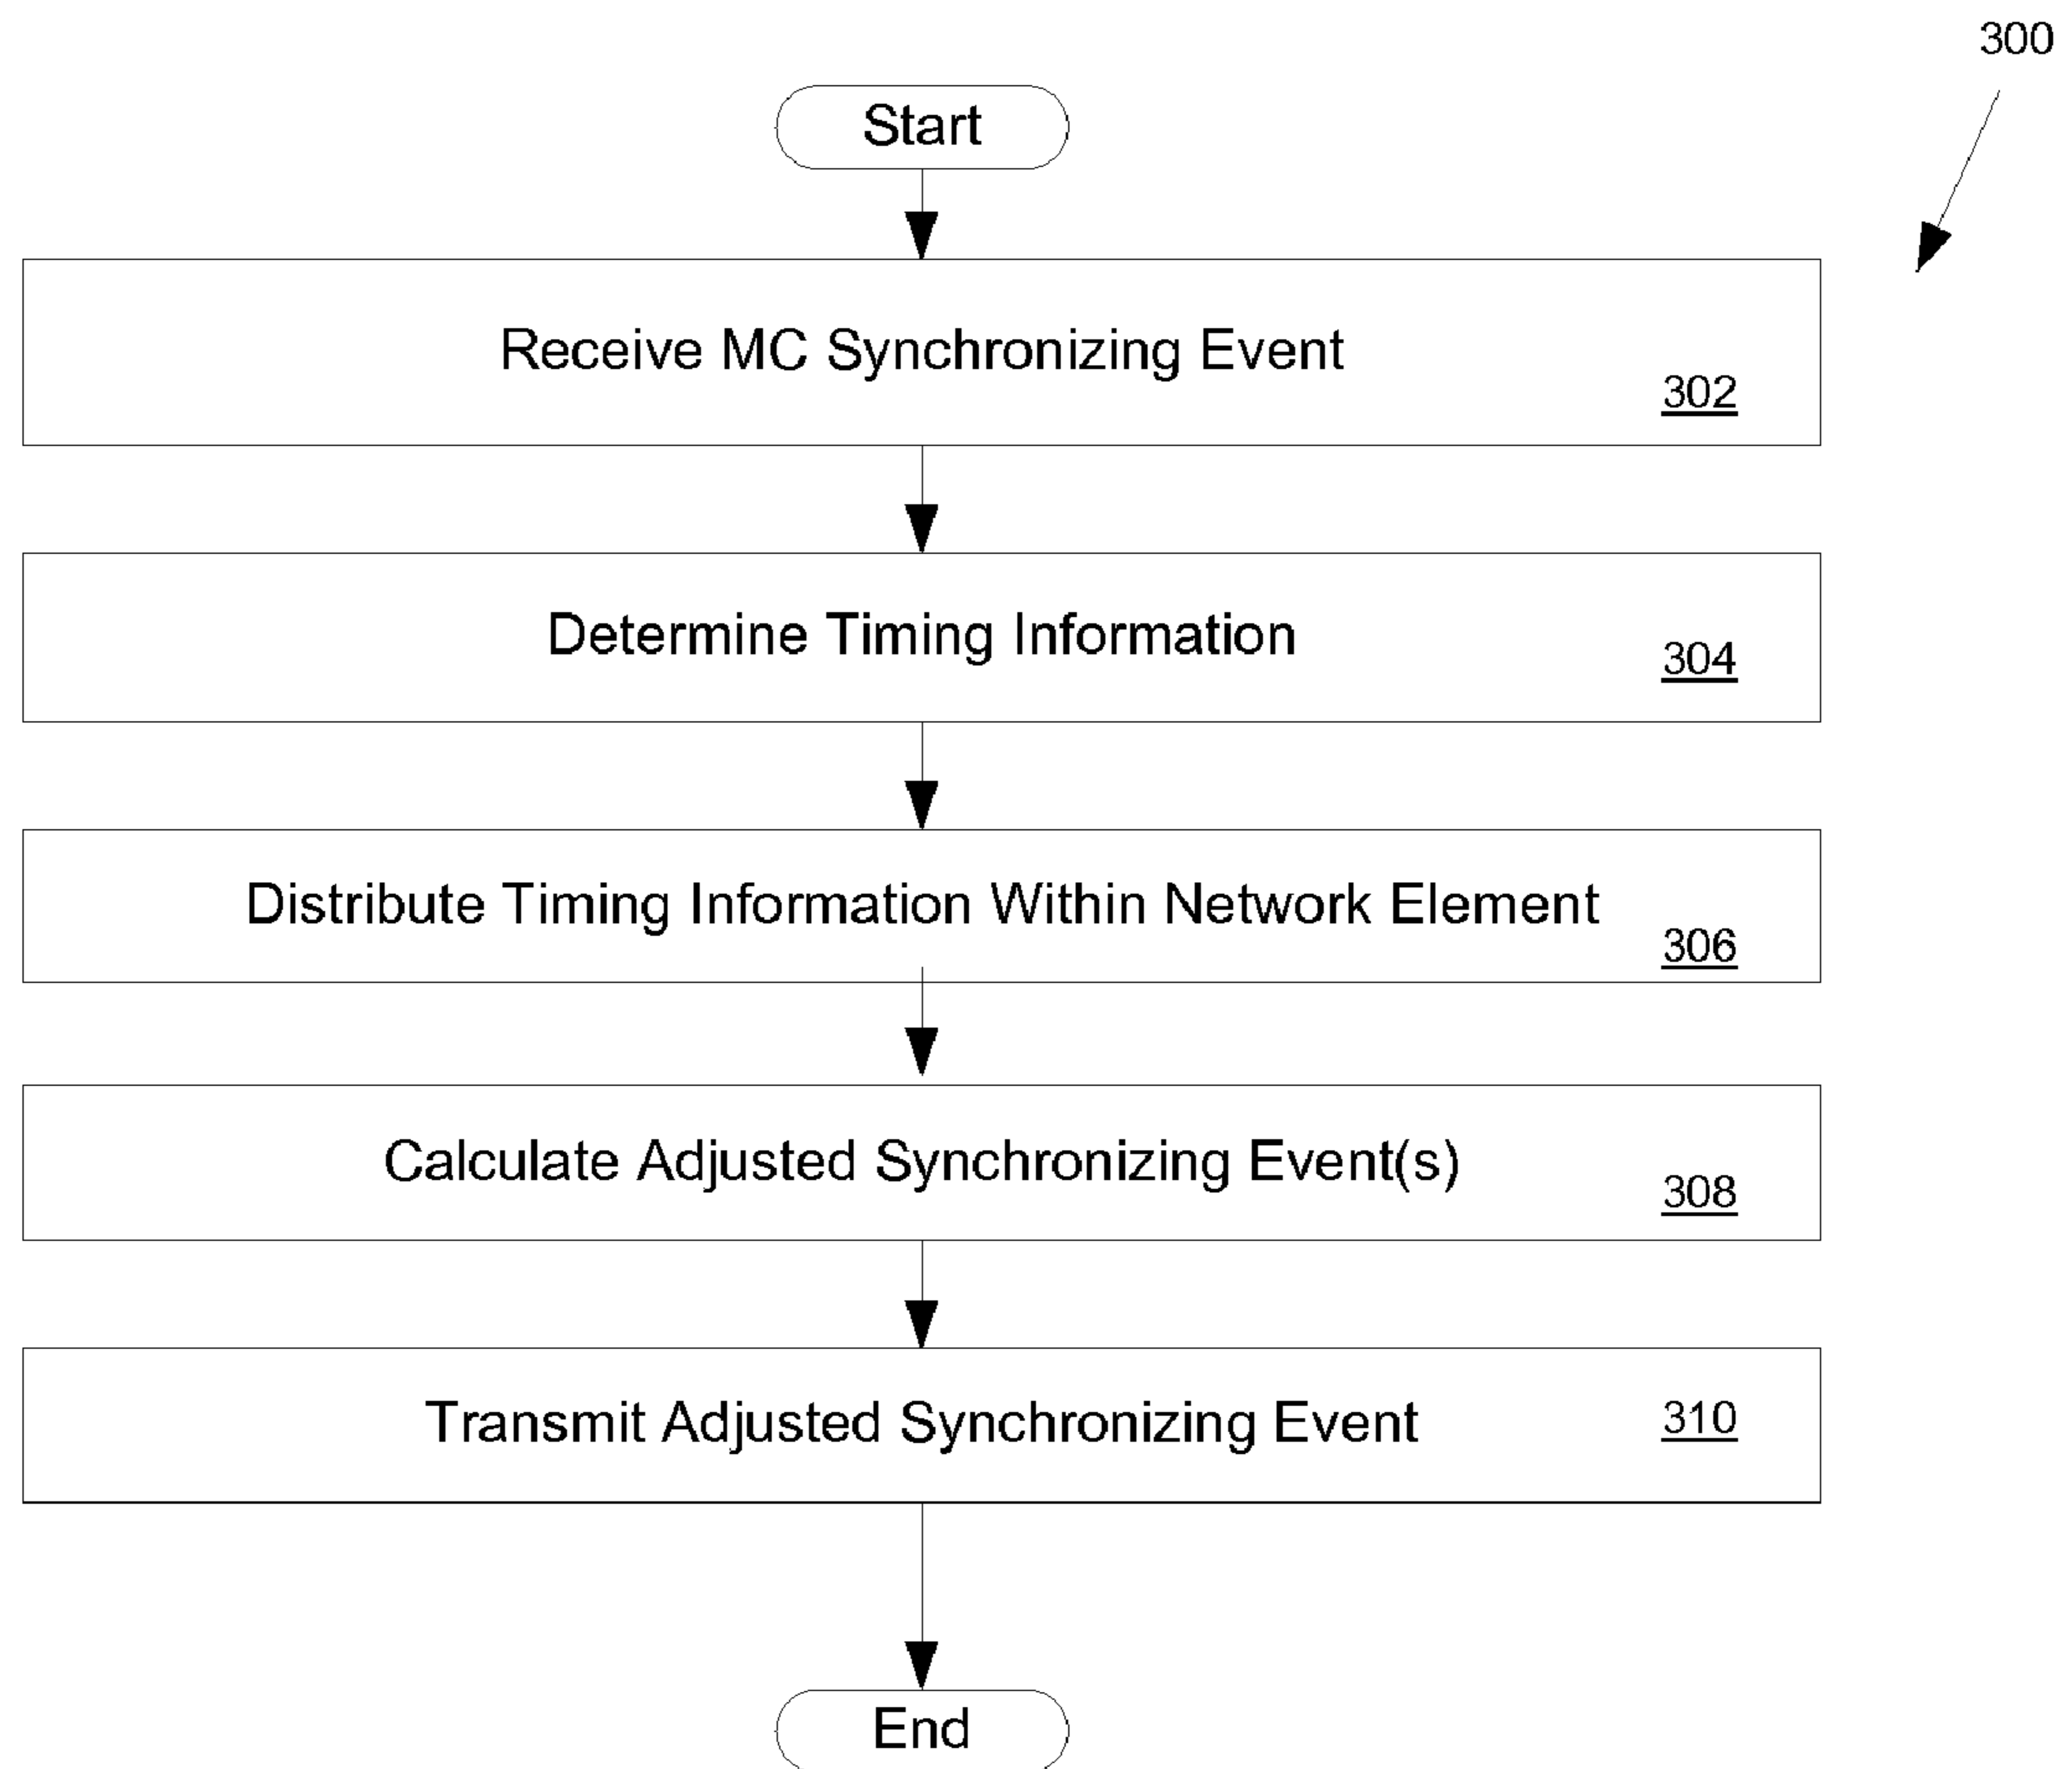 300
Start
Receive MC Synchronizing Event
302
Determine Timing Information
304
Distribute Timing Information Within Network Element
306
Calculate Adjusted Synchronizing Event(s)
308
Transmit Adjusted Synchronizing Event
310
End